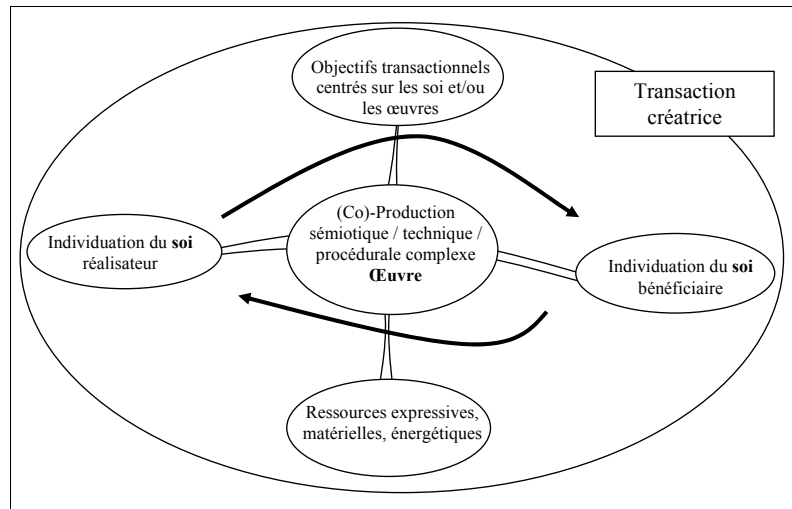 Objectifs transactionnels
centrés sur les soi et/ou
les œuvres
Transaction
créatrice
(Co)-Production
sémiotique / technique /
procédurale complexe
Œuvre
Individuation du soi
réalisateur
Individuation du soi
bénéficiaire
Ressources expressives,
matérielles, énergétiques